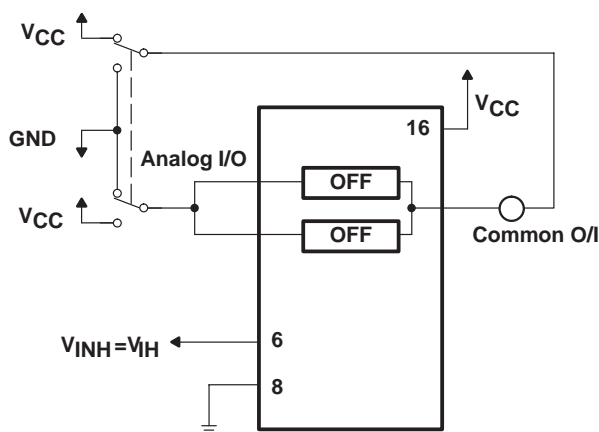 VCC
VCC
16
GND
Analog I/O
OFF
VCC
OFF
Common O/I
VINH=VIH
6
8